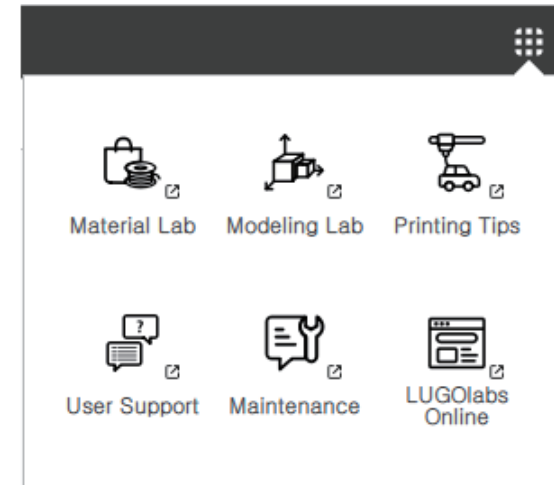 Material Lab
Modeling Lab
Printing Tips
?
User Support
Maintenance
LUGOlabs
Online